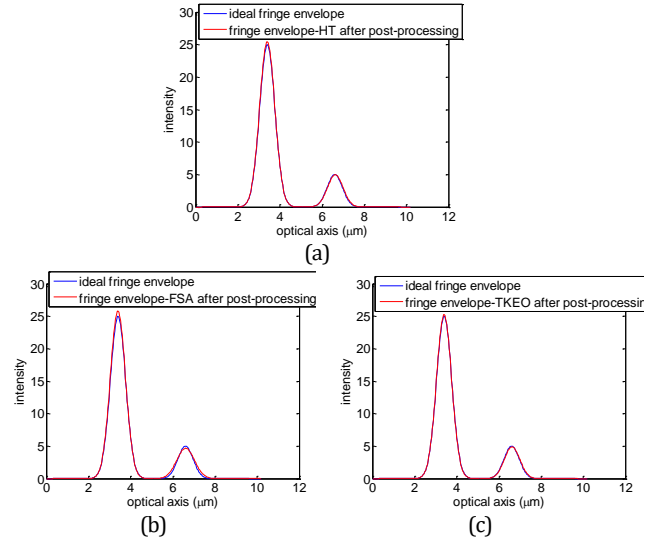 ideal fringe envelope
fringe envelope-HT after post-processing
30
25
20
15
10
5
0
intensity
0 2 4 6 8 10 12
optical axis (μm)
(a)
ideal fringe envelope
fringe envelope-FSA after post-processing
30
25
20
15
10
5
0
intensity
0 2 4 6 8 10 12
optical axis (μm)
(b)
ideal fringe envelope
fringe envelope-TKEO after post-processin
30
25
20
15
10
5
0
intensity
0 2 4 6 8 10 12
optical axis (μm)
(c)